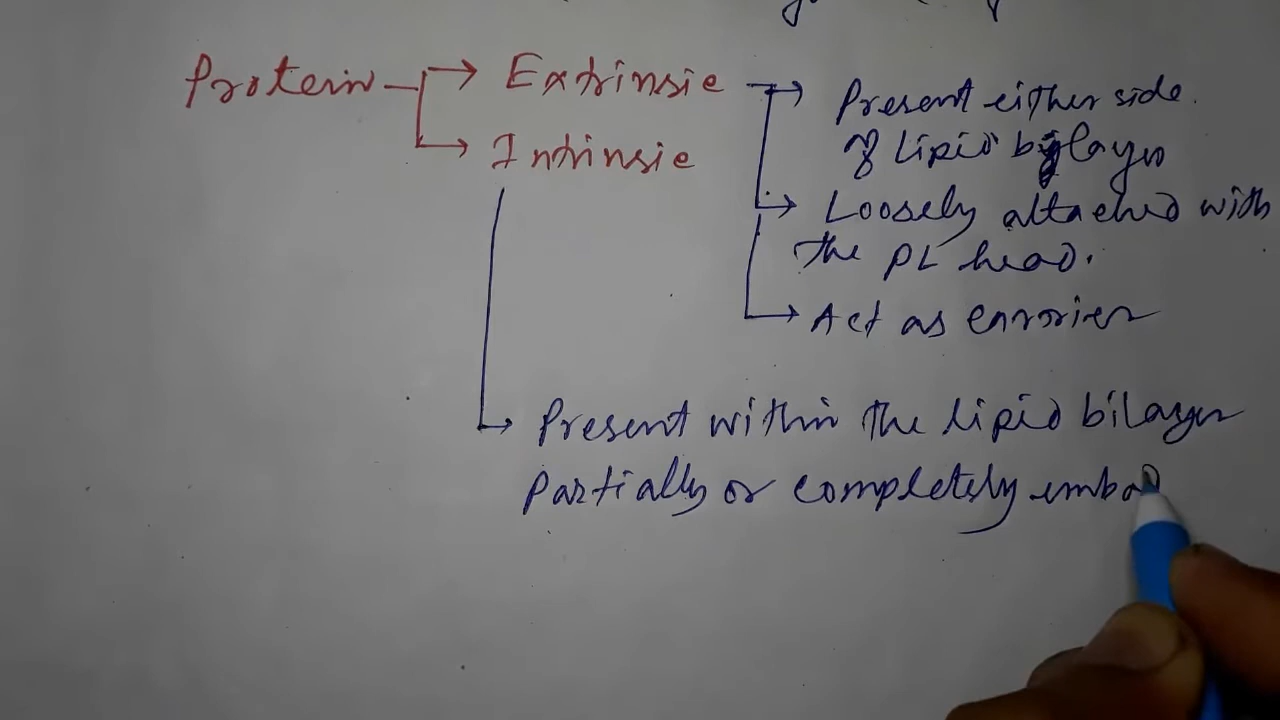 Protein → Extrinsic → Present either side
of Lipid bilayer
→ Intrinsic
→ Loosely attached with
the PL head.
→ Act as carrier
→ Present within the lipid bilayer
Partially or completely